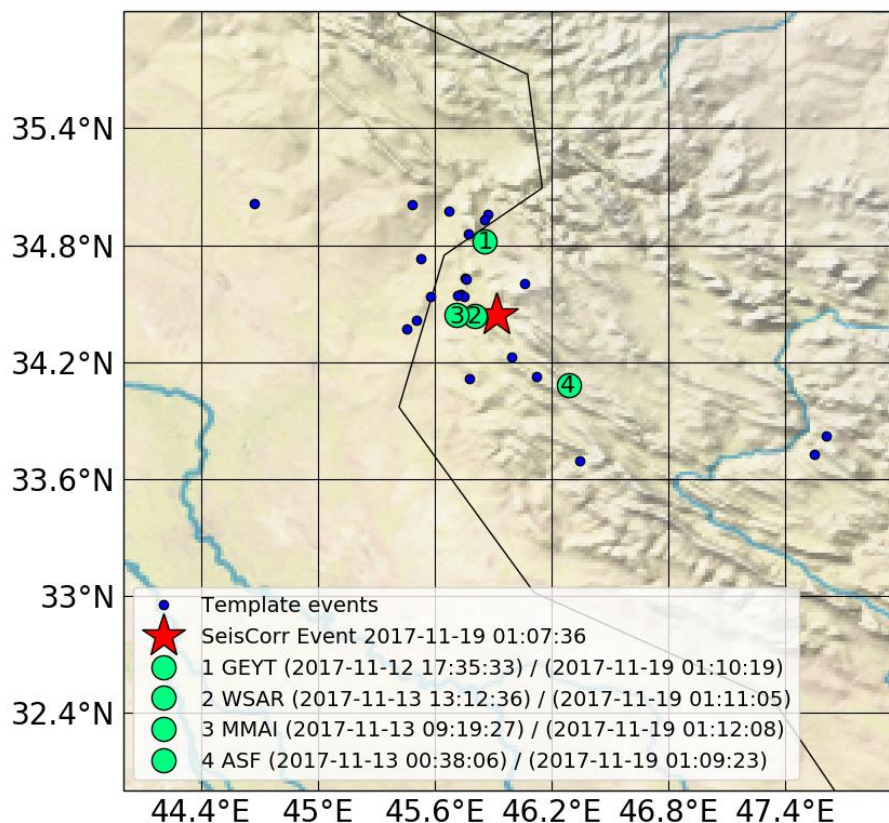 35.4°N
34.8°N
1
3 2
34.2°N
4
33.6°N
33°N
Template events
SeisCorr Event 2017-11-19 01:07:36
1 GEYT (2017-11-12 17:35:33) / (2017-11-19 01:10:19)
2 WSAR (2017-11-13 13:12:36) / (2017-11-19 01:11:05)
32.4°N
3 MMAI (2017-11-13 09:19:27) / (2017-11-19 01:12:08)
4 ASF (2017-11-13 00:38:06) / (2017-11-19 01:09:23)
44.4°E 45°E 45.6°E 46.2°E 46.8°E 47.4°E